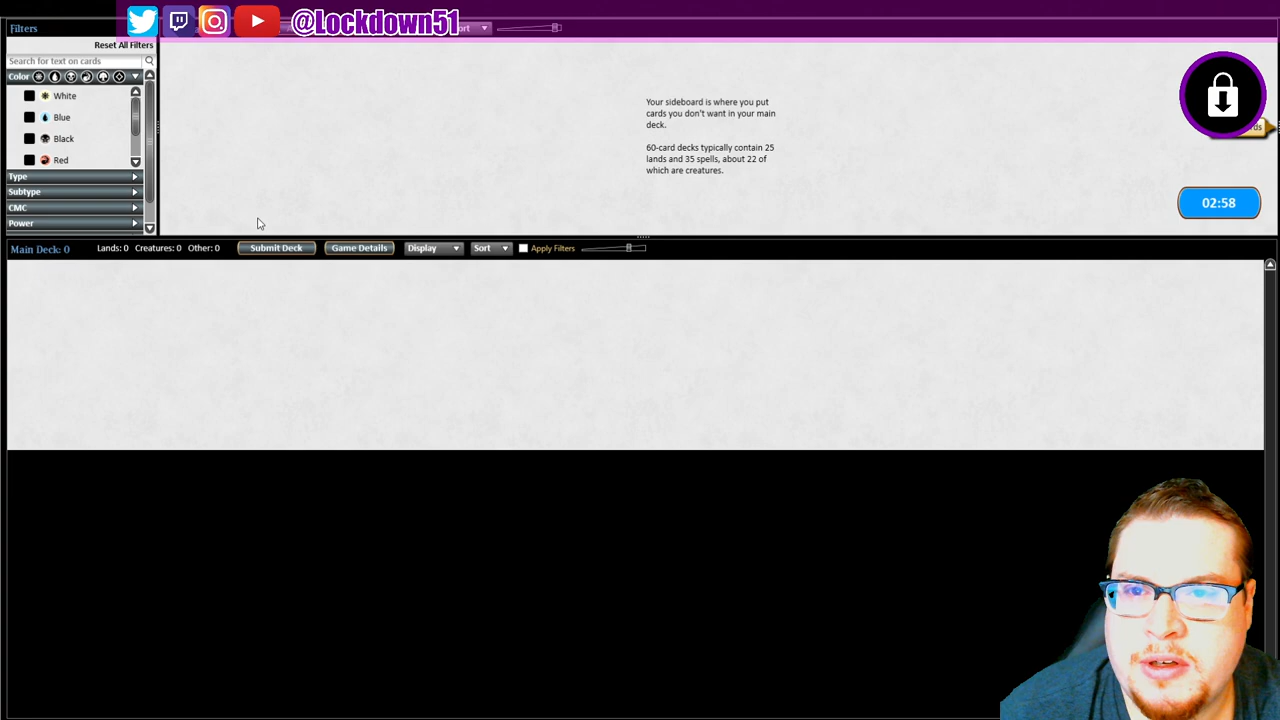 @Lockdown51
Filters
Reset All Filters
Search for text on cards
Color
White
Blue
Black
Red
Type
Subtype
CMC
Power
Your sideboard is where you put
cards you don't want in your main
deck.
60-card decks typically contain 25
lands and 35 spells, about 22 of
which are creatures.
02:58
Main Deck: 0 Lands: 0 Creatures: 0 Other: 0 Submit Deck Game Details Display Sort Apply Filters